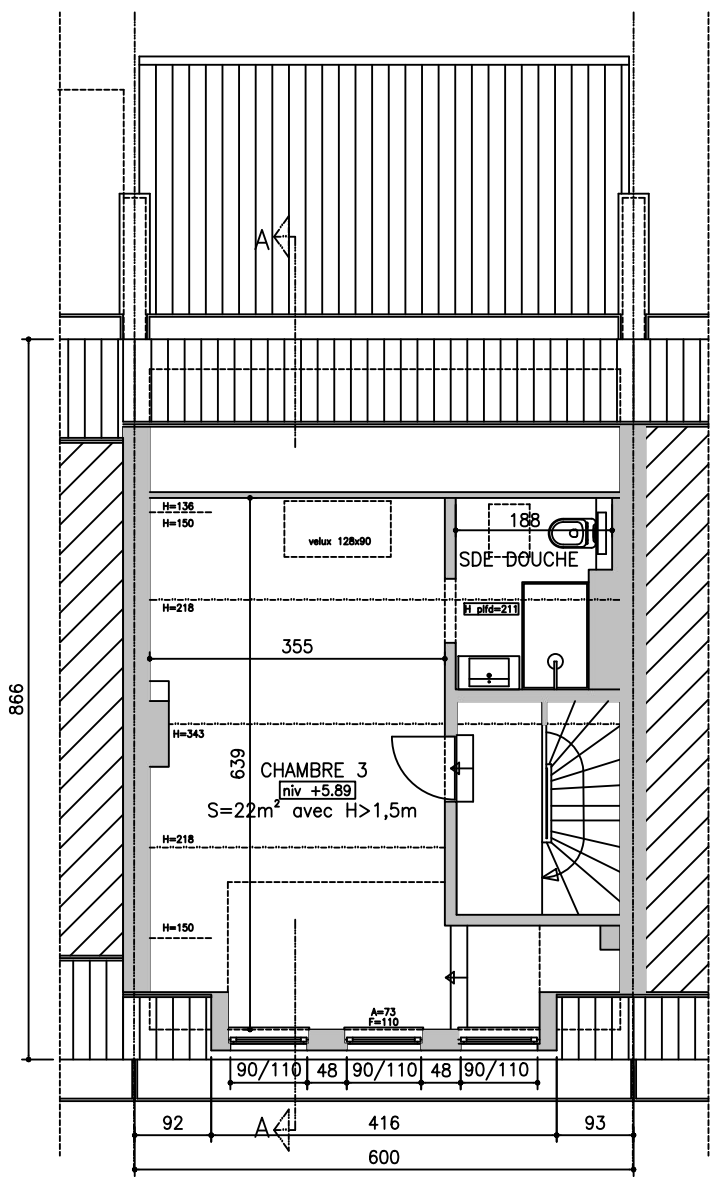 A
H=136
H=150
velux 128x90
188
SDE DOUCHE
H=218
H plfd=211
355
866
H=343
639
CHAMBRE 3
niv +5.89
S=22m² avec H>1,5m
H=218
H=150
A=73
F=110
90/110 48 90/110 48 90/110
92 416 93
A
600